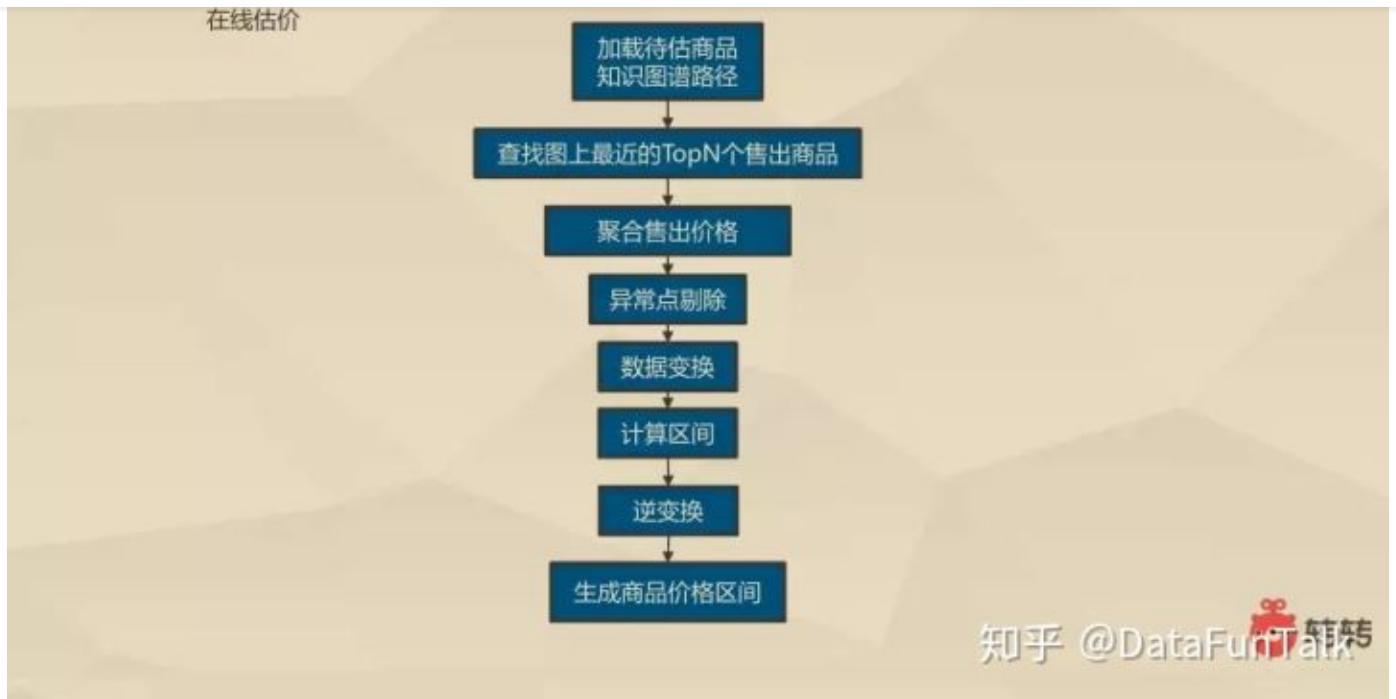 在线估价
加载待估商品
知识图谱路径
查找图上最近的TopN个售出商品
聚合售出价格
异常点剔除
数据变换
计算区间
逆变换
生成商品价格区间
转转
知乎 @DataFunTalk